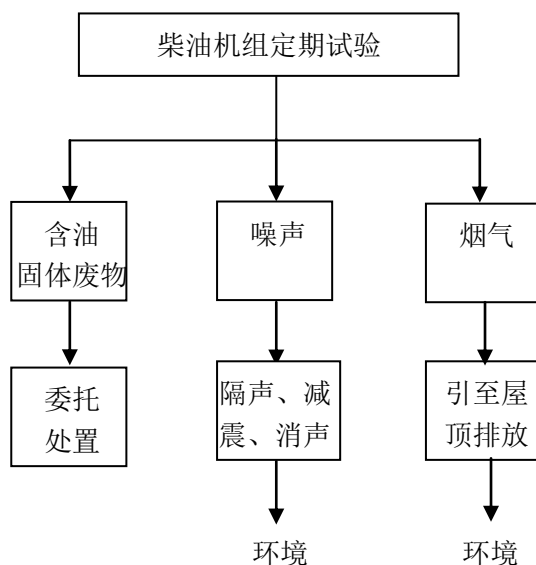 柴油机组定期试验
含油
固体废物
噪声
烟气
委托
处置
隔声、减
震、消声
引至屋
顶排放
环境
环境